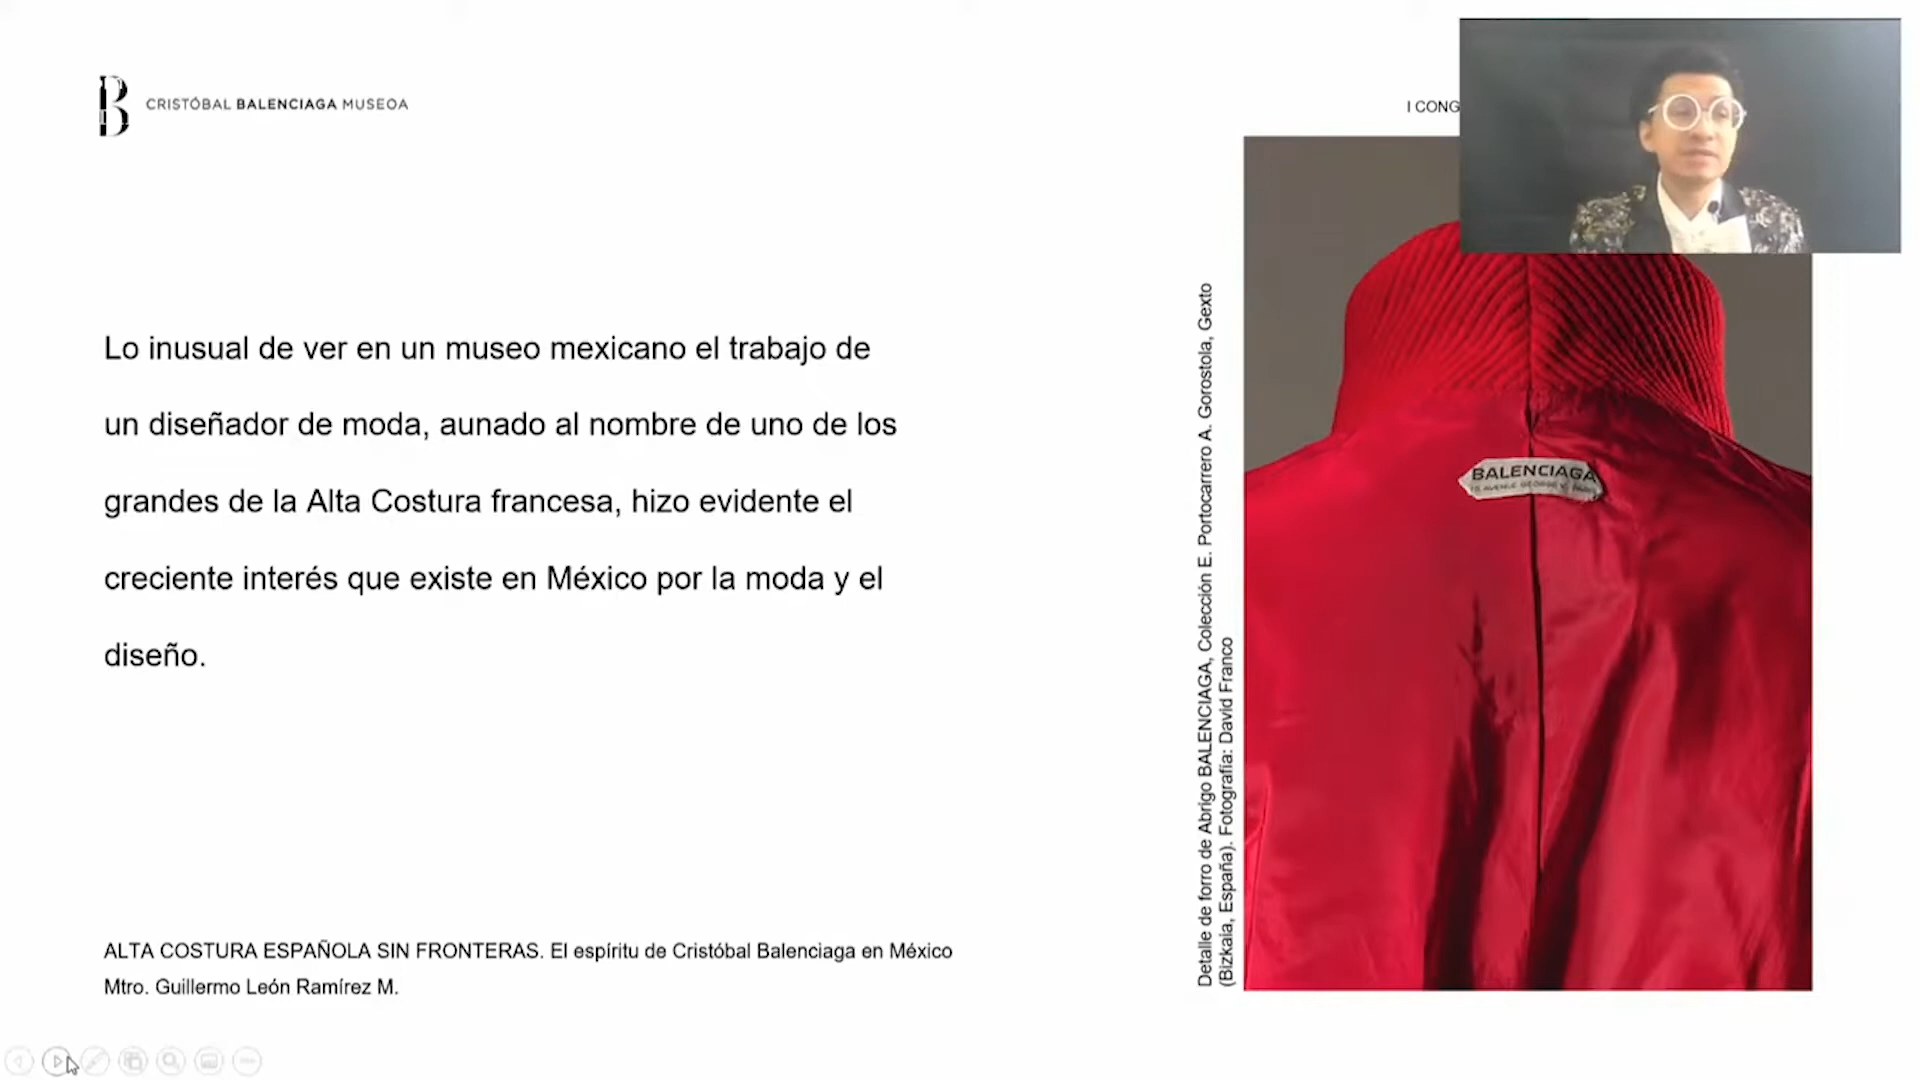 CRISTÓBAL BALENCIAGA MUSEOA
I CONG
Lo inusual de ver en un museo mexicano el trabajo de
un diseñador de moda, aunado al nombre de uno de los
grandes de la Alta Costura francesa, hizo evidente el
creciente interés que existe en México por la moda y el
diseño.
Detalle de forro de Abrigo BALENCIAGA, Colección E. Portocarrero A. Gorostola, Gexto
(Bizkaia, España). Fotografía: David Franco
BALENCIAGA
10 AVENUE GEORGE V PARIS
ALTA COSTURA ESPAÑOLA SIN FRONTERAS. El espíritu de Cristóbal Balenciaga en México
Mtro. Guillermo León Ramírez M.